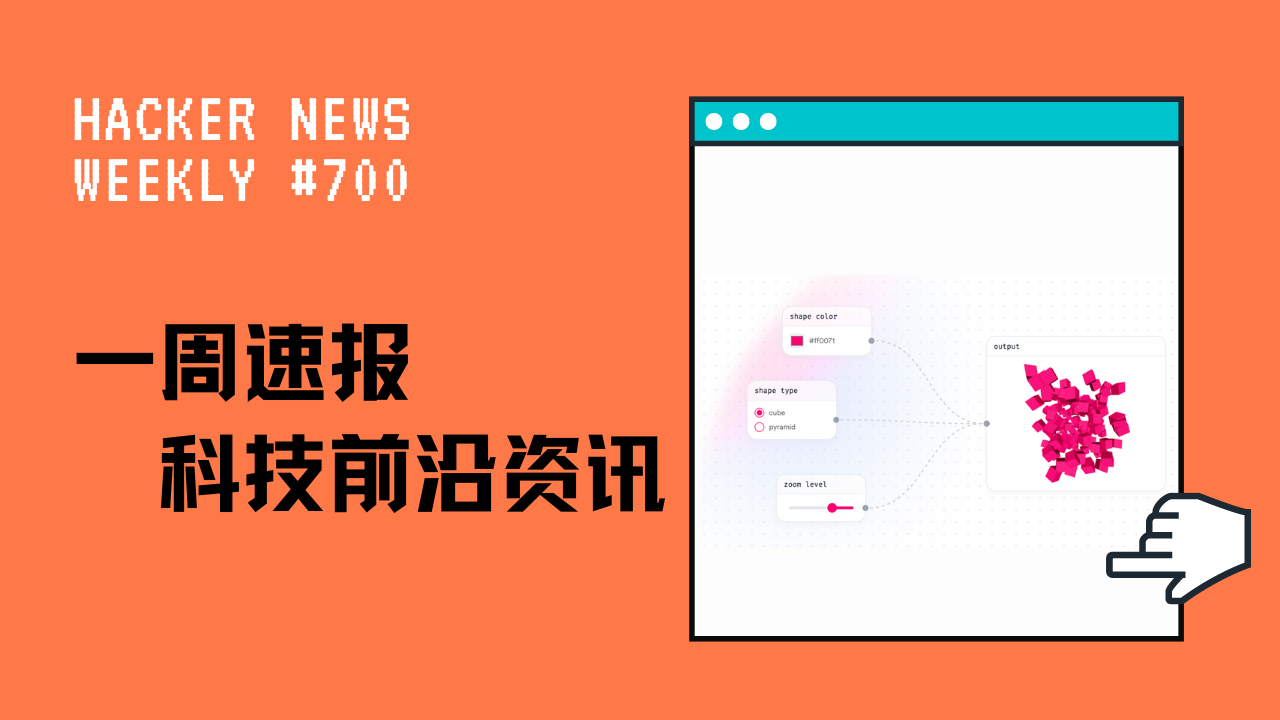 HACKER NEWS
WEEKLY #700
一周速报
科技前沿资讯
shape color
#ff0071
shape type
cube
pyramid
zoom level
output